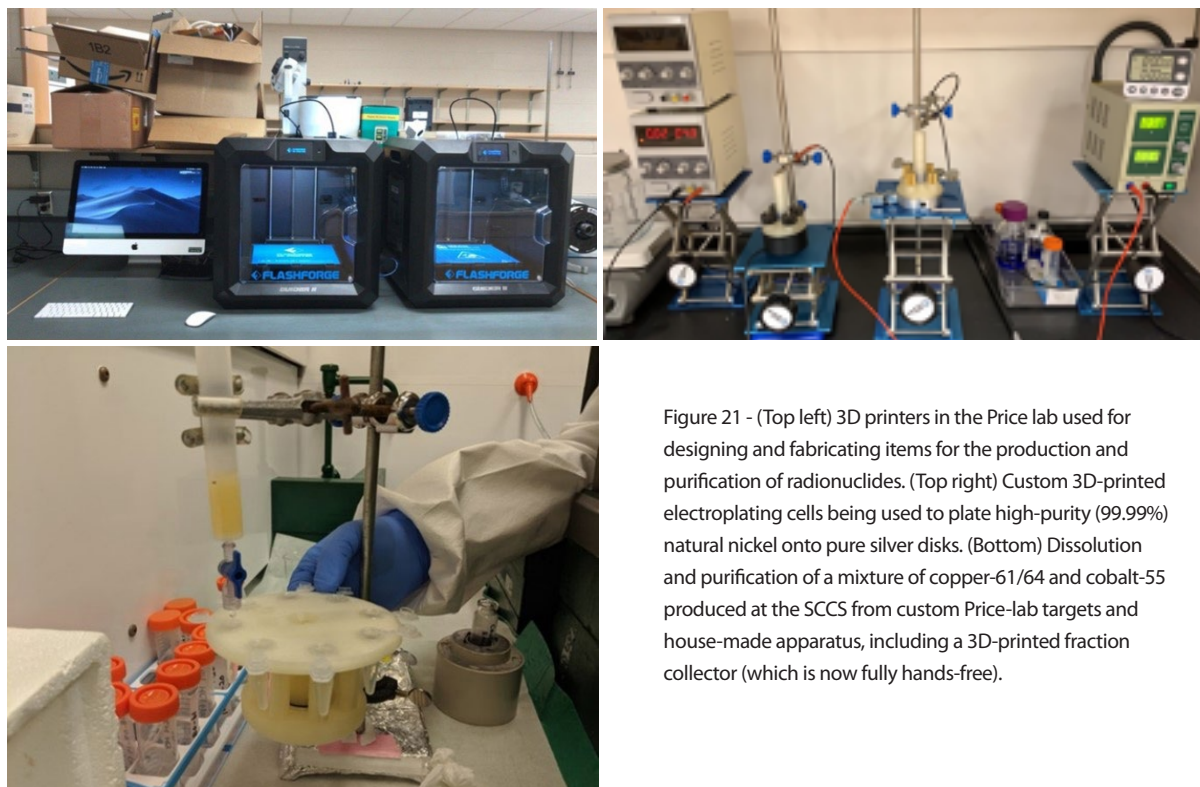 1B2
FLASHFORGE
FLASHFORGE
Figure 21 - (Top left) 3D printers in the Price lab used for
designing and fabricating items for the production and
purification of radionuclides. (Top right) Custom 3D-printed
electroplating cells being used to plate high-purity (99.99%)
natural nickel onto pure silver disks. (Bottom) Dissolution
and purification of a mixture of copper-61/64 and cobalt-55
produced at the SCCS from custom Price-lab targets and
house-made apparatus, including a 3D-printed fraction
collector (which is now fully hands-free).